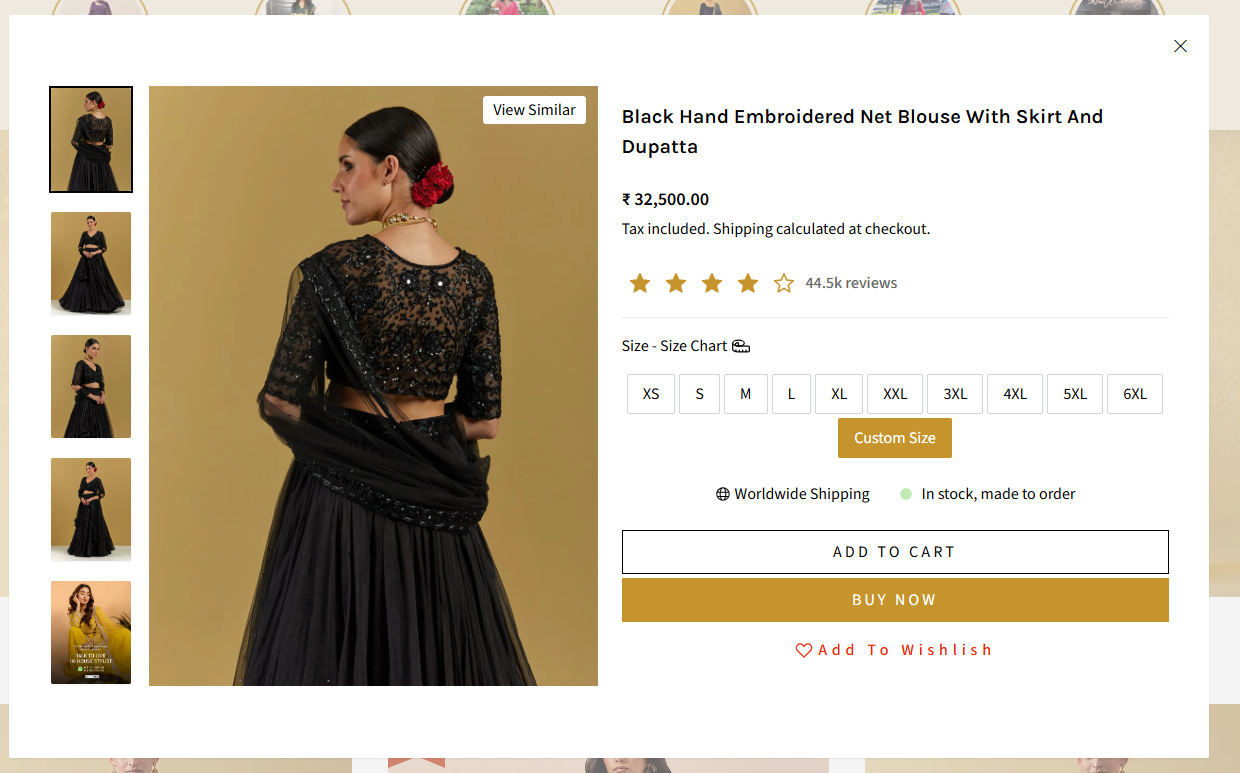 View Similar
Black Hand Embroidered Net Blouse With Skirt And
Dupatta
₹ 32,500.00
Tax included. Shipping calculated at checkout.
44.5k reviews
Size - Size Chart
XS S M L XL XXL 3XL 4XL 5XL 6XL
Custom Size
Worldwide Shipping In stock, made to order
ADD TO CART
BUY NOW
Add To Wishlist
TALK TO OUR
IN HOUSE STYLIST